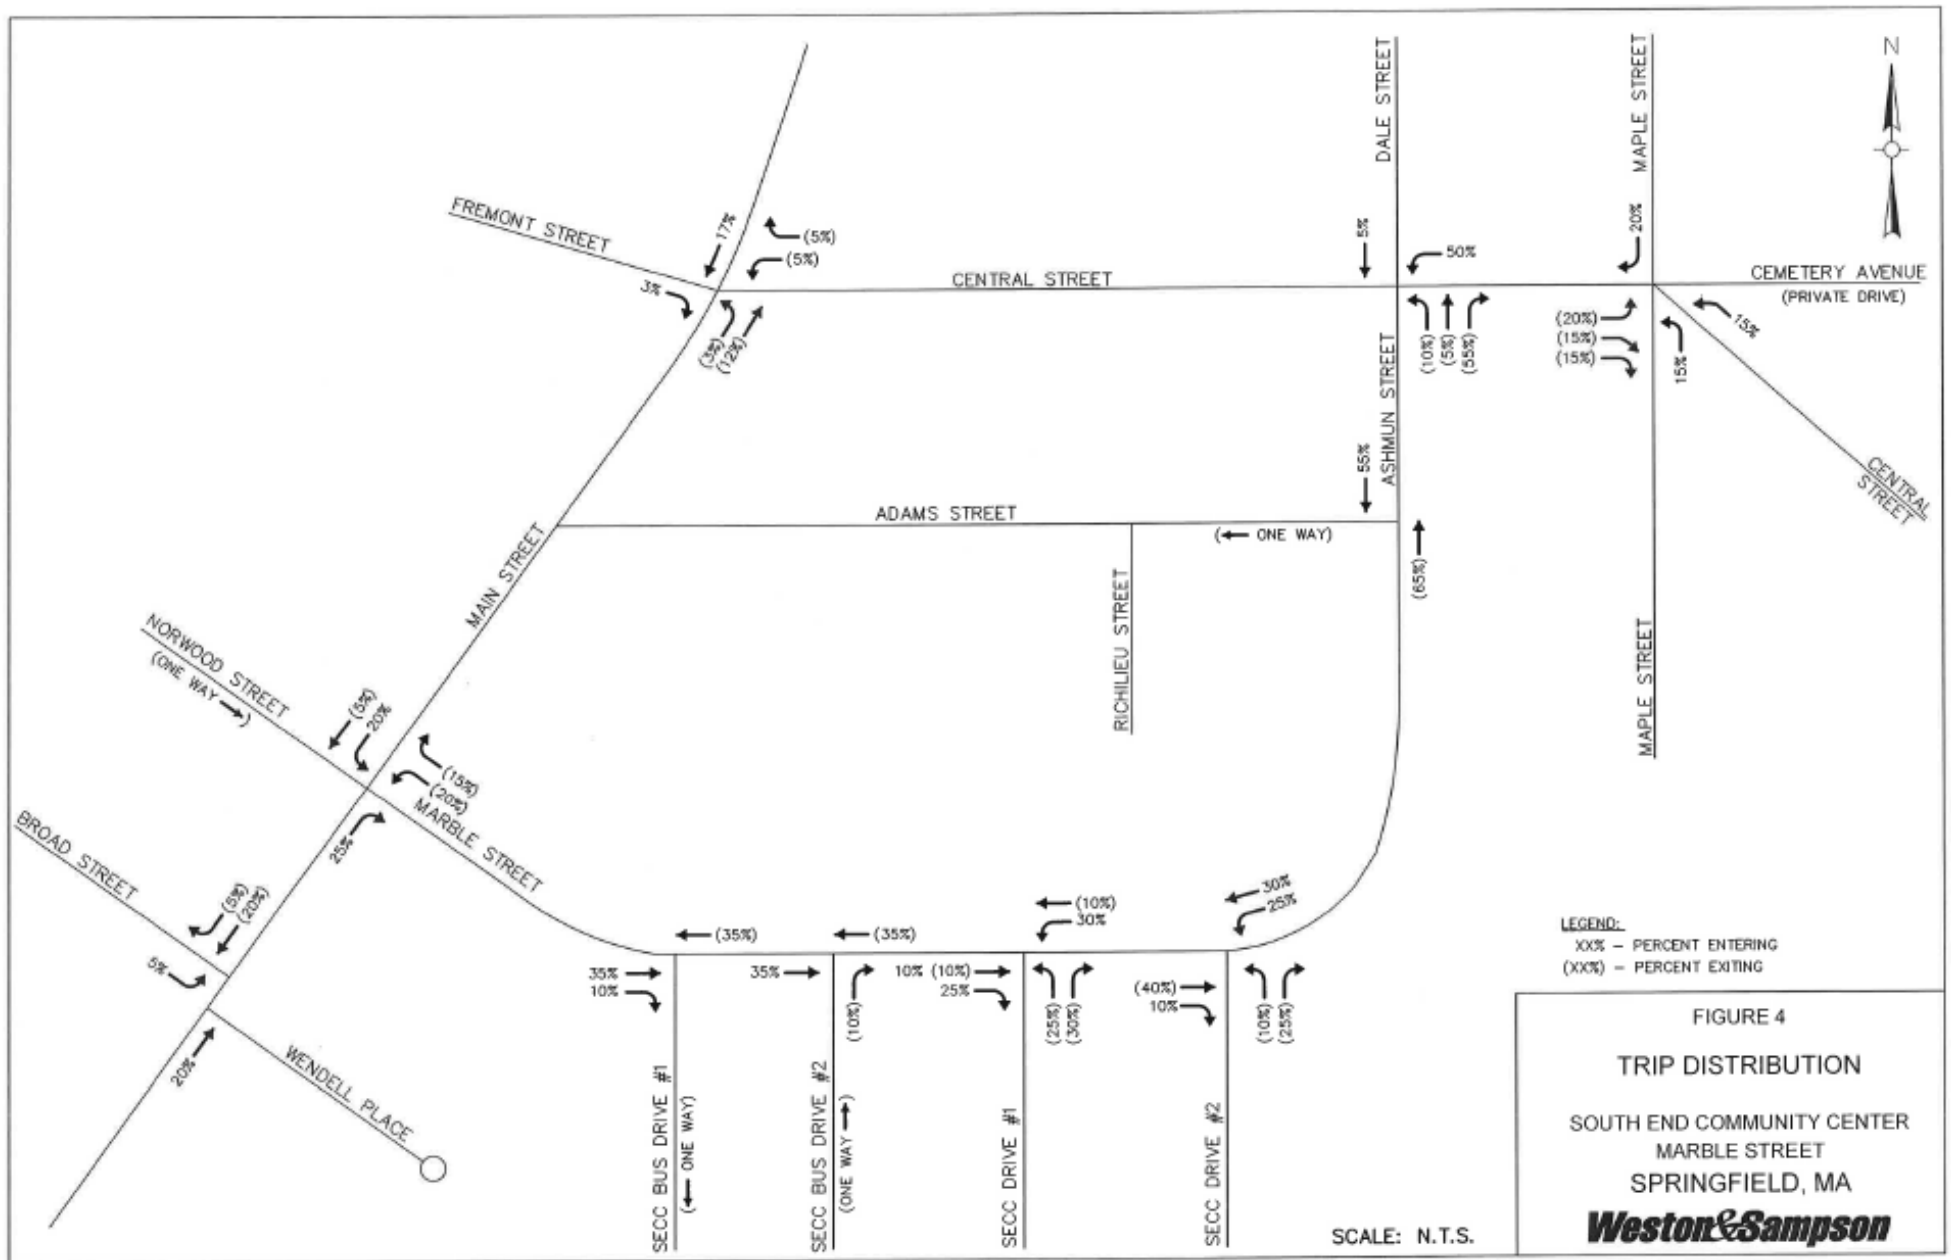 N
DALE STREET
MAPLE STREET
FREMONT STREET
17%
(5%)
(5%)
3%
(3%)
(12%)
CENTRAL STREET
5%
50%
20%
CEMETERY AVENUE
(PRIVATE DRIVE)
(10%)
(5%)
(55%)
(20%)
(15%)
(15%)
15%
15%
CENTRAL
STREET
ASHMUN STREET
55%
ADAMS STREET
(← ONE WAY)
(65%)
MAIN STREET
RICHILIEU STREET
MAPLE STREET
NORWOOD STREET
(ONE WAY →)
(5%)
20%
(15%)
(20%)
MARBLE STREET
25%
BROAD STREET
(5%)
(20%)
5%
20%
WENDELL PLACE
(35%)
35%
10%
(35%)
35%
(10%)
(10%)
30%
10% (10%)
25%
(25%)
(30%)
30%
25%
(40%)
10%
(10%)
(25%)
SECC BUS DRIVE #1
(← ONE WAY)
SECC BUS DRIVE #2
(ONE WAY →)
SECC DRIVE #1
SECC DRIVE #2
LEGEND:
XX% – PERCENT ENTERING
(XX%) – PERCENT EXITING
FIGURE 4
TRIP DISTRIBUTION
SOUTH END COMMUNITY CENTER
MARBLE STREET
SPRINGFIELD, MA
Weston&Sampson
SCALE: N.T.S.